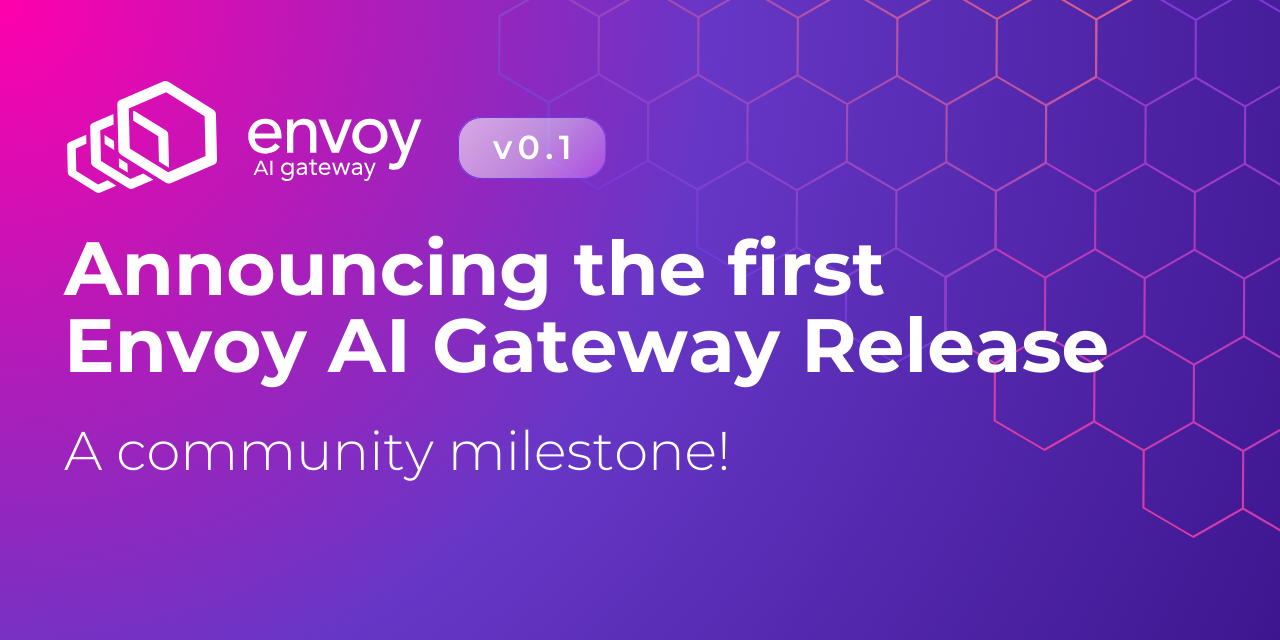 envoy
AI gateway
v0.1
Announcing the first
Envoy AI Gateway Release
A community milestone!